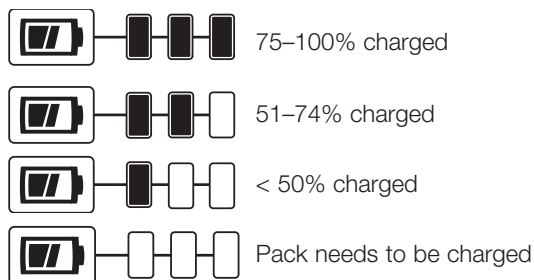 75–100% charged
51–74% charged
< 50% charged
Pack needs to be charged